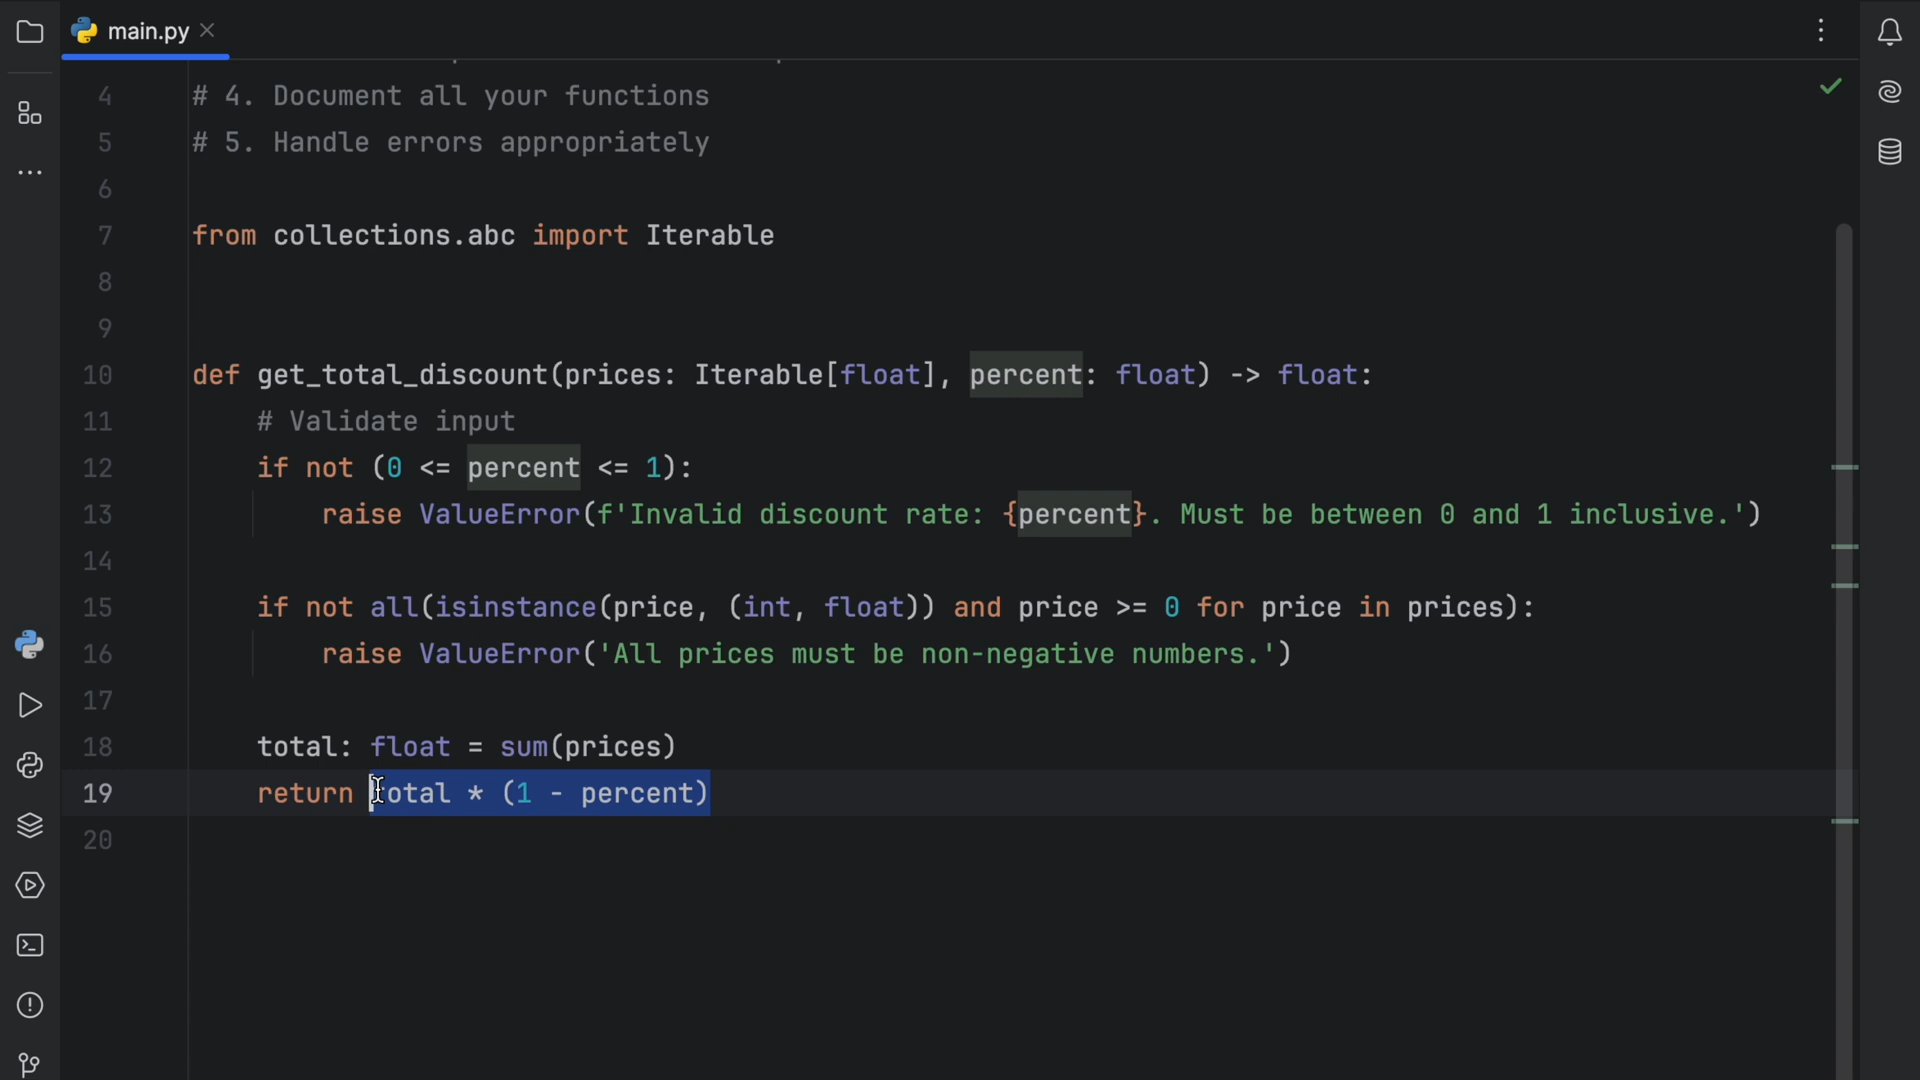 main.py
4 # 4. Document all your functions
5 # 5. Handle errors appropriately
6
7 from collections.abc import Iterable
8
9
10 def get_total_discount(prices: Iterable[float], percent: float) -> float:
11 # Validate input
12 if not (0 <= percent <= 1):
13 raise ValueError(f'Invalid discount rate: {percent}. Must be between 0 and 1 inclusive.')
14
15 if not all(isinstance(price, (int, float)) and price >= 0 for price in prices):
16 raise ValueError('All prices must be non-negative numbers.')
17
18 total: float = sum(prices)
19 return total * (1 - percent)
20